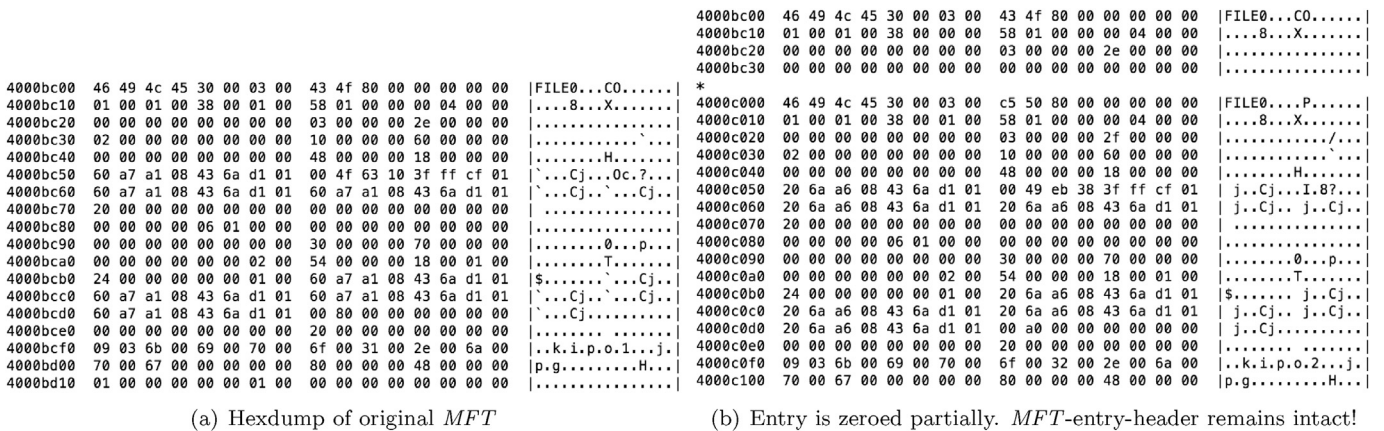 4000bc00 46 49 4c 45 30 00 03 00 43 4f 80 00 00 00 00 00 |FILE0...CO......|
4000bc10 01 00 01 00 38 00 01 00 58 01 00 00 00 04 00 00 |....8...X.......|
4000bc20 00 00 00 00 00 00 00 00 03 00 00 00 2e 00 00 00 |................|
4000bc30 02 00 00 00 00 00 00 00 10 00 00 00 60 00 00 00 |............`...|
4000bc40 00 00 00 00 00 00 00 00 48 00 00 00 18 00 00 00 |........H.......|
4000bc50 60 a7 a1 08 43 6a d1 01 00 4f 63 10 3f ff cf 01 |`...Cj...Oc.?...|
4000bc60 60 a7 a1 08 43 6a d1 01 60 a7 a1 08 43 6a d1 01 |`...Cj..`...Cj..|
4000bc70 20 00 00 00 00 00 00 00 00 00 00 00 00 00 00 00 | ...............|
4000bc80 00 00 00 00 06 01 00 00 00 00 00 00 00 00 00 00 |................|
4000bc90 00 00 00 00 00 00 00 00 30 00 00 00 70 00 00 00 |........0...p...|
4000bca0 00 00 00 00 00 00 02 00 54 00 00 00 18 00 01 00 |........T.......|
4000bcb0 24 00 00 00 00 00 01 00 60 a7 a1 08 43 6a d1 01 |$.......`...Cj..|
4000bcc0 60 a7 a1 08 43 6a d1 01 60 a7 a1 08 43 6a d1 01 |`...Cj..`...Cj..|
4000bcd0 60 a7 a1 08 43 6a d1 01 00 80 00 00 00 00 00 00 |`...Cj..........|
4000bce0 00 00 00 00 00 00 00 00 20 00 00 00 00 00 00 00 |........ .......|
4000bcf0 09 03 6b 00 69 00 70 00 6f 00 31 00 2e 00 6a 00 |..k.i.p.o.1...j.|
4000bd00 70 00 67 00 00 00 00 00 80 00 00 00 48 00 00 00 |p.g.........H...|
4000bd10 01 00 00 00 00 00 01 00 00 00 00 00 00 00 00 00 |................|
(a) Hexdump of original MFT
4000bc00 46 49 4c 45 30 00 03 00 43 4f 80 00 00 00 00 00 |FILE0...CO......|
4000bc10 01 00 01 00 38 00 00 00 58 01 00 00 00 04 00 00 |....8...X.......|
4000bc20 00 00 00 00 00 00 00 00 03 00 00 00 2e 00 00 00 |................|
4000bc30 00 00 00 00 00 00 00 00 00 00 00 00 00 00 00 00 |................|
*
4000c000 46 49 4c 45 30 00 03 00 c5 50 80 00 00 00 00 00 |FILE0....P......|
4000c010 01 00 01 00 38 00 01 00 58 01 00 00 00 04 00 00 |....8...X.......|
4000c020 00 00 00 00 00 00 00 00 03 00 00 00 2f 00 00 00 |............/...|
4000c030 02 00 00 00 00 00 00 00 10 00 00 00 60 00 00 00 |............`...|
4000c040 00 00 00 00 00 00 00 00 48 00 00 00 18 00 00 00 |........H.......|
4000c050 20 6a a6 08 43 6a d1 01 00 49 eb 38 3f ff cf 01 | j..Cj...I.8?...|
4000c060 20 6a a6 08 43 6a d1 01 20 6a a6 08 43 6a d1 01 | j..Cj.. j..Cj..|
4000c070 20 00 00 00 00 00 00 00 00 00 00 00 00 00 00 00 | ...............|
4000c080 00 00 00 00 06 01 00 00 00 00 00 00 00 00 00 00 |................|
4000c090 00 00 00 00 00 00 00 00 30 00 00 00 70 00 00 00 |........0...p...|
4000c0a0 00 00 00 00 00 00 02 00 54 00 00 00 18 00 01 00 |........T.......|
4000c0b0 24 00 00 00 00 00 01 00 20 6a a6 08 43 6a d1 01 |$....... j..Cj..|
4000c0c0 20 6a a6 08 43 6a d1 01 20 6a a6 08 43 6a d1 01 | j..Cj.. j..Cj..|
4000c0d0 20 6a a6 08 43 6a d1 01 00 a0 00 00 00 00 00 00 | j..Cj..........|
4000c0e0 00 00 00 00 00 00 00 00 20 00 00 00 00 00 00 00 |........ .......|
4000c0f0 09 03 6b 00 69 00 70 00 6f 00 32 00 2e 00 6a 00 |..k.i.p.o.2...j.|
4000c100 70 00 67 00 00 00 00 00 80 00 00 00 48 00 00 00 |p.g.........H...|
(b) Entry is zeroed partially. MFT-entry-header remains intact!